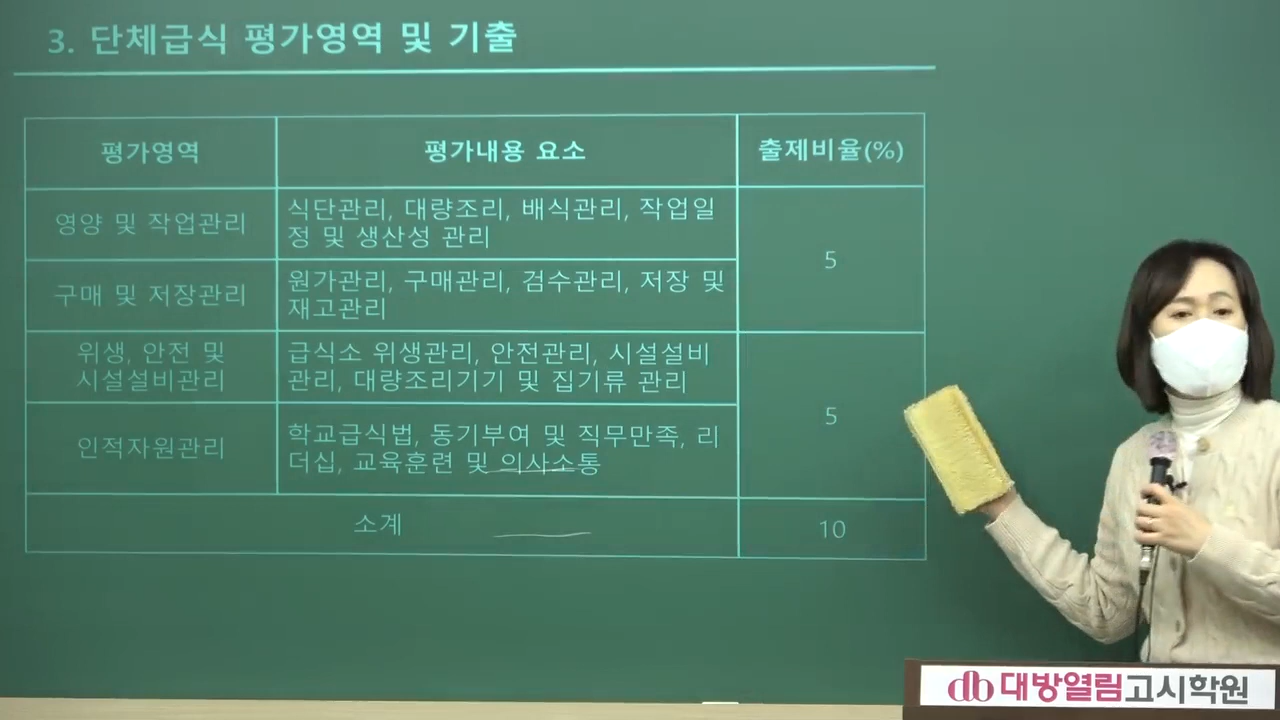 3. 단체급식 평가영역 및 기출
평가영역
평가내용 요소
출제비율(%)
영양 및 작업관리
식단관리, 대량조리, 배식관리, 작업일
정 및 생산성 관리
5
구매 및 저장관리
원가관리, 구매관리, 검수관리, 저장 및
재고관리
위생, 안전 및
시설설비관리
급식소 위생관리, 안전관리, 시설설비
관리, 대량조리기기 및 집기류 관리
5
인적자원관리
학교급식법, 동기부여 및 직무만족, 리
더십, 교육훈련 및 의사소통
소계
10
db 대방열림고시학원